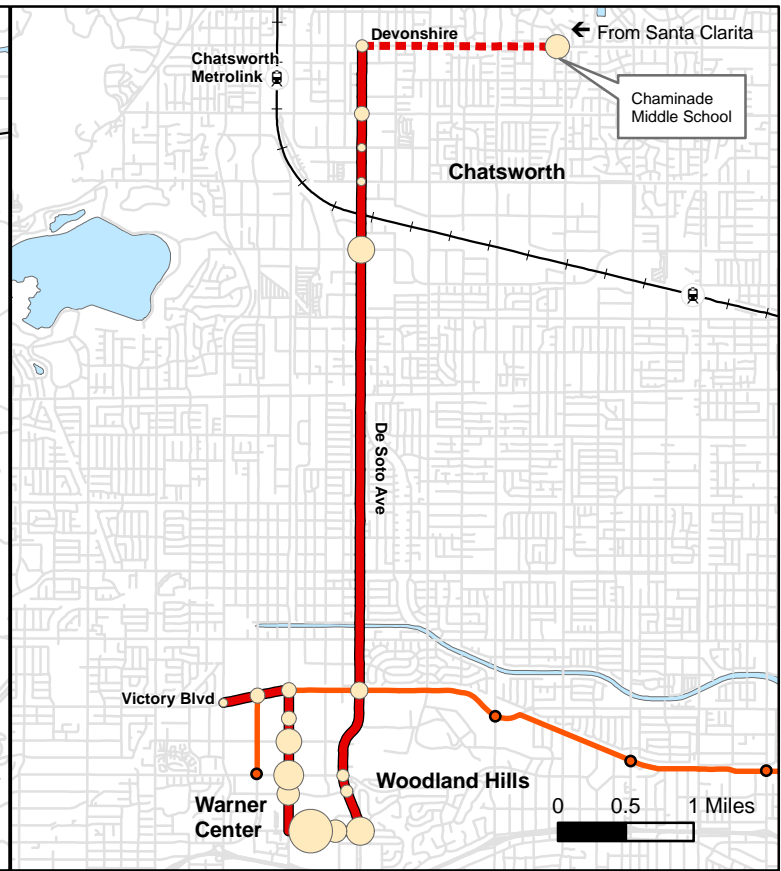 Devonshire
← From Santa Clarita
Chatsworth
Metrolink
Chaminade
Middle School
Chatsworth
De Soto Ave
Victory Blvd
Woodland Hills
Warner
Center
0 0.5 1 Miles